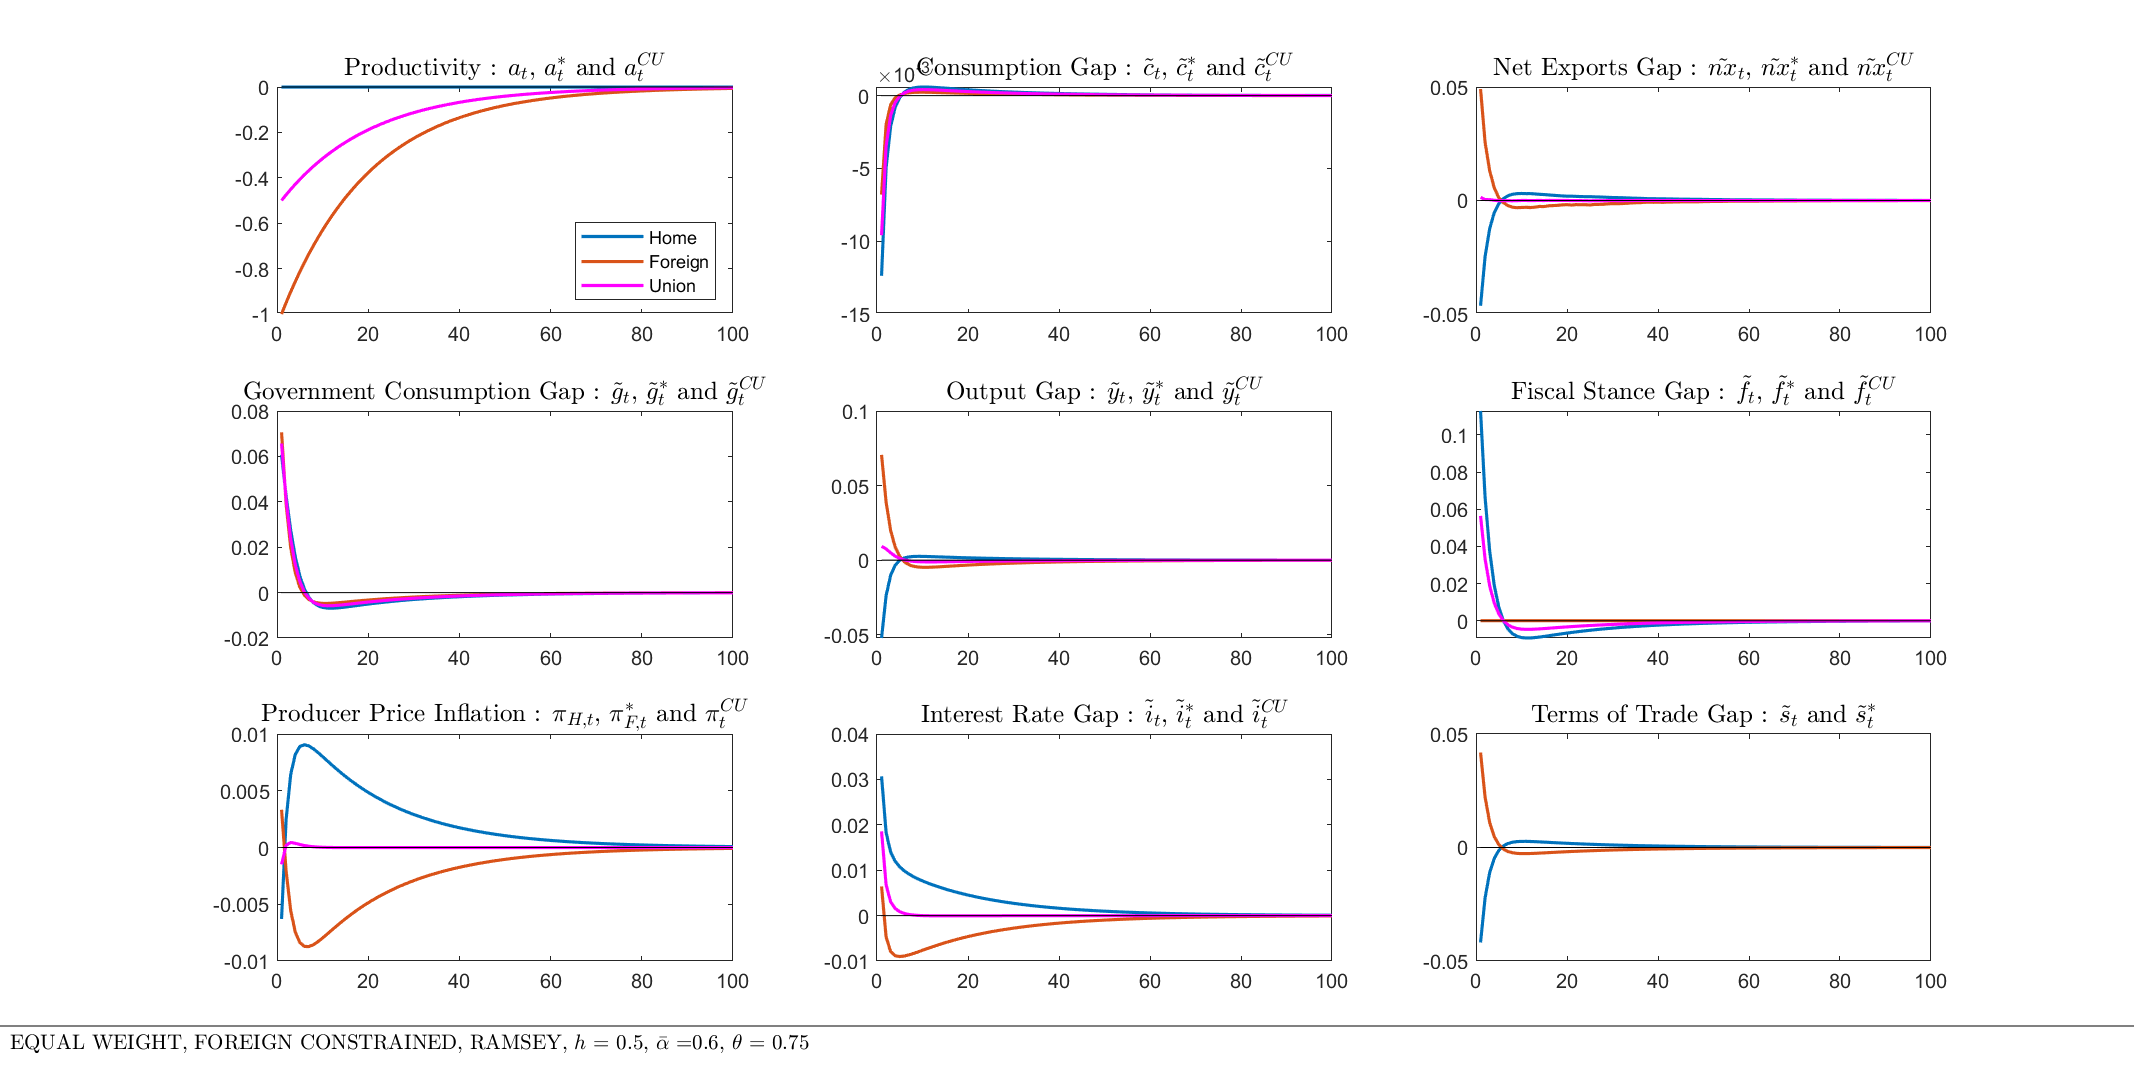 Productivity : a_t, a_t^* and a_t^{CU}
0
-0.2
-0.4
-0.6
-0.8
-1
0 20 40 60 80 100
Home
Foreign
Union
×10^{-3}
Consumption Gap : c̃_t, c̃_t^* and c̃_t^{CU}
0
-5
-10
-15
0 20 40 60 80 100
Net Exports Gap : ñx_t, ñx_t^* and ñx_t^{CU}
0.05
0
-0.05
0 20 40 60 80 100
Government Consumption Gap : g̃_t, g̃_t^* and g̃_t^{CU}
0.08
0.06
0.04
0.02
0
-0.02
0 20 40 60 80 100
Output Gap : ỹ_t, ỹ_t^* and ỹ_t^{CU}
0.1
0.05
0
-0.05
0 20 40 60 80 100
Fiscal Stance Gap : f̃_t, f̃_t^* and f̃_t^{CU}
0.1
0.08
0.06
0.04
0.02
0
0 20 40 60 80 100
Producer Price Inflation : π_{H,t}, π_{F,t}^* and π_t^{CU}
0.01
0.005
0
-0.005
-0.01
0 20 40 60 80 100
Interest Rate Gap : ĩ_t, ĩ_t^* and ĩ_t^{CU}
0.04
0.03
0.02
0.01
0
-0.01
0 20 40 60 80 100
Terms of Trade Gap : s̃_t and s̃_t^*
0.05
0
-0.05
0 20 40 60 80 100
EQUAL WEIGHT, FOREIGN CONSTRAINED, RAMSEY, h = 0.5, ᾱ =0.6, θ = 0.75